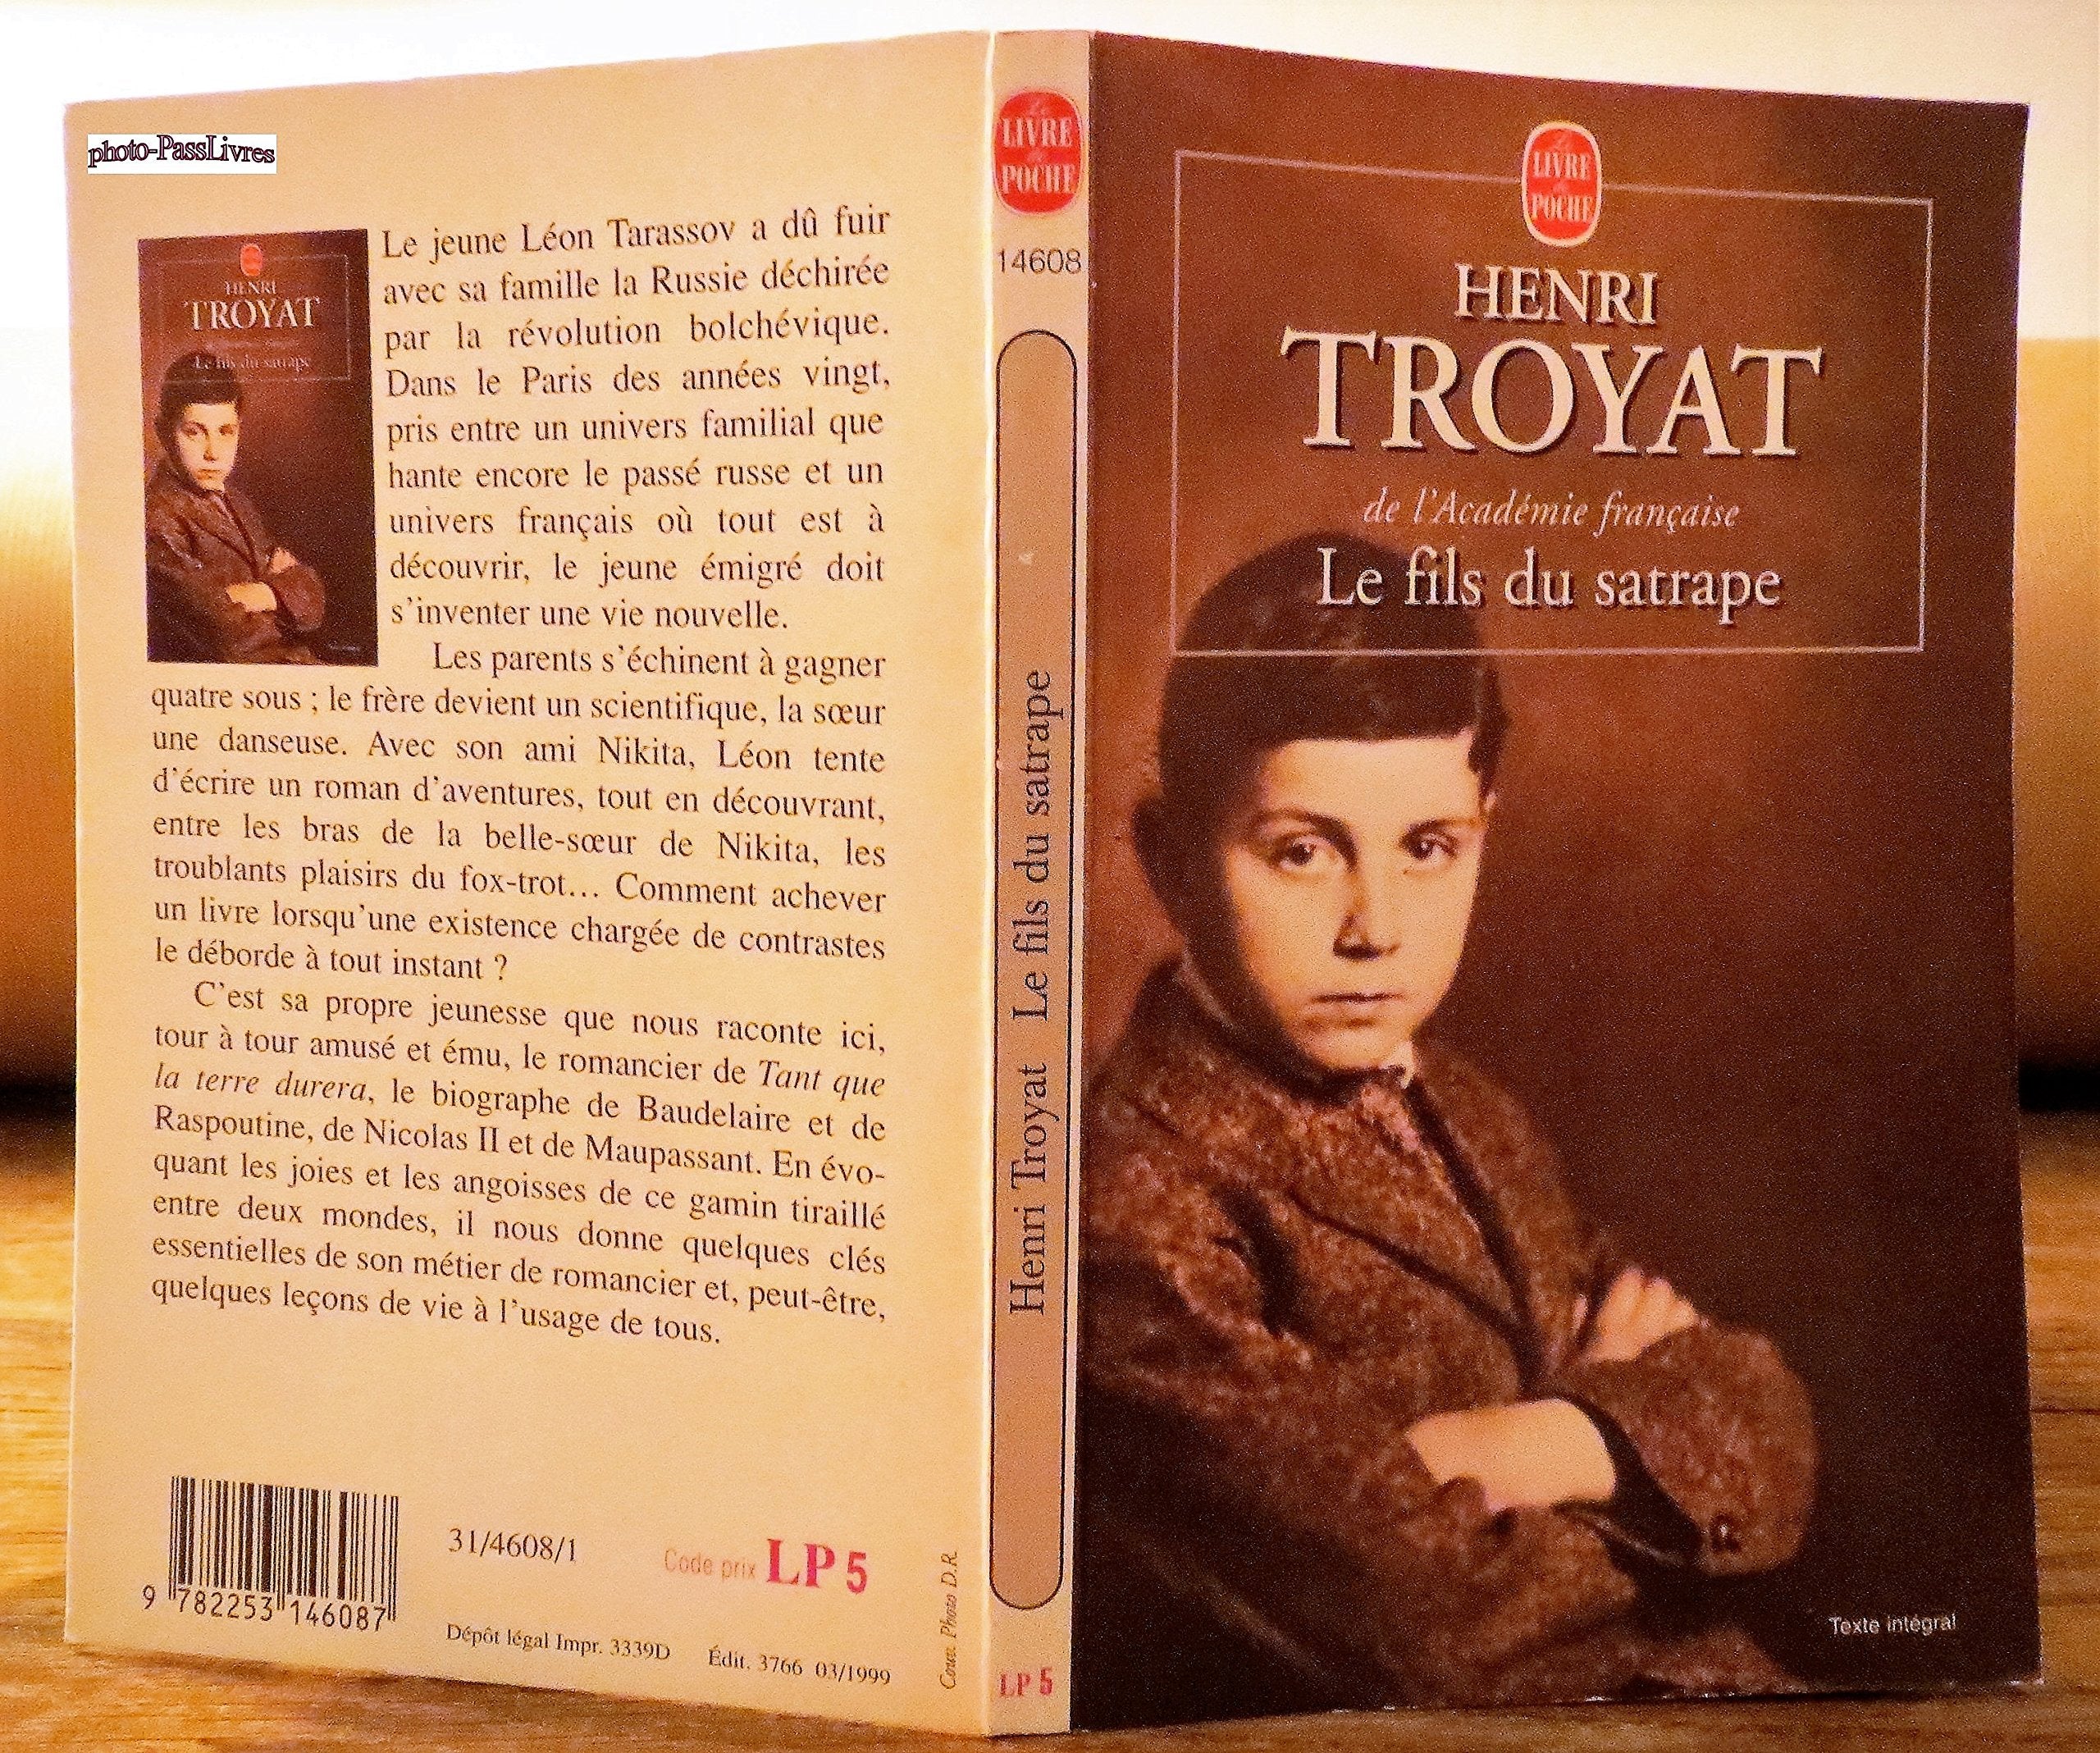 photo-PassLivres
HENRI
TROYAT
Le fils du satrape
Le jeune Léon Tarassov a dû fuir
avec sa famille la Russie déchirée
par la révolution bolchévique.
Dans le Paris des années vingt,
pris entre un univers familial que
hante encore le passé russe et un
univers français où tout est à
découvrir, le jeune émigré doit
s'inventer une vie nouvelle.
Les parents s'échinent à gagner
quatre sous ; le frère devient un scientifique, la sœur
une danseuse. Avec son ami Nikita, Léon tente
d'écrire un roman d'aventures, tout en découvrant,
entre les bras de la belle-sœur de Nikita, les
troublants plaisirs du fox-trot... Comment achever
un livre lorsqu'une existence chargée de contrastes
le déborde à tout instant ?
C'est sa propre jeunesse que nous raconte ici,
tour à tour amusé et ému, le romancier de Tant que
la terre durera, le biographe de Baudelaire et de
Raspoutine, de Nicolas II et de Maupassant. En évo-
quant les joies et les angoisses de ce gamin tiraillé
entre deux mondes, il nous donne quelques clés
essentielles de son métier de romancier et, peut-être,
quelques leçons de vie à l'usage de tous.
9 782253 146087
31/4608/1
Code prix LP 5
Dépôt légal Impr. 3339D Édit. 3766 03/1999
Couv. Photo D.R.
Le
LIVRE
de
POCHE
14608
Henri Troyat Le fils du satrape
LP 5
Le
LIVRE
de
POCHE
HENRI
TROYAT
de l'Académie française
Le fils du satrape
Texte intégral